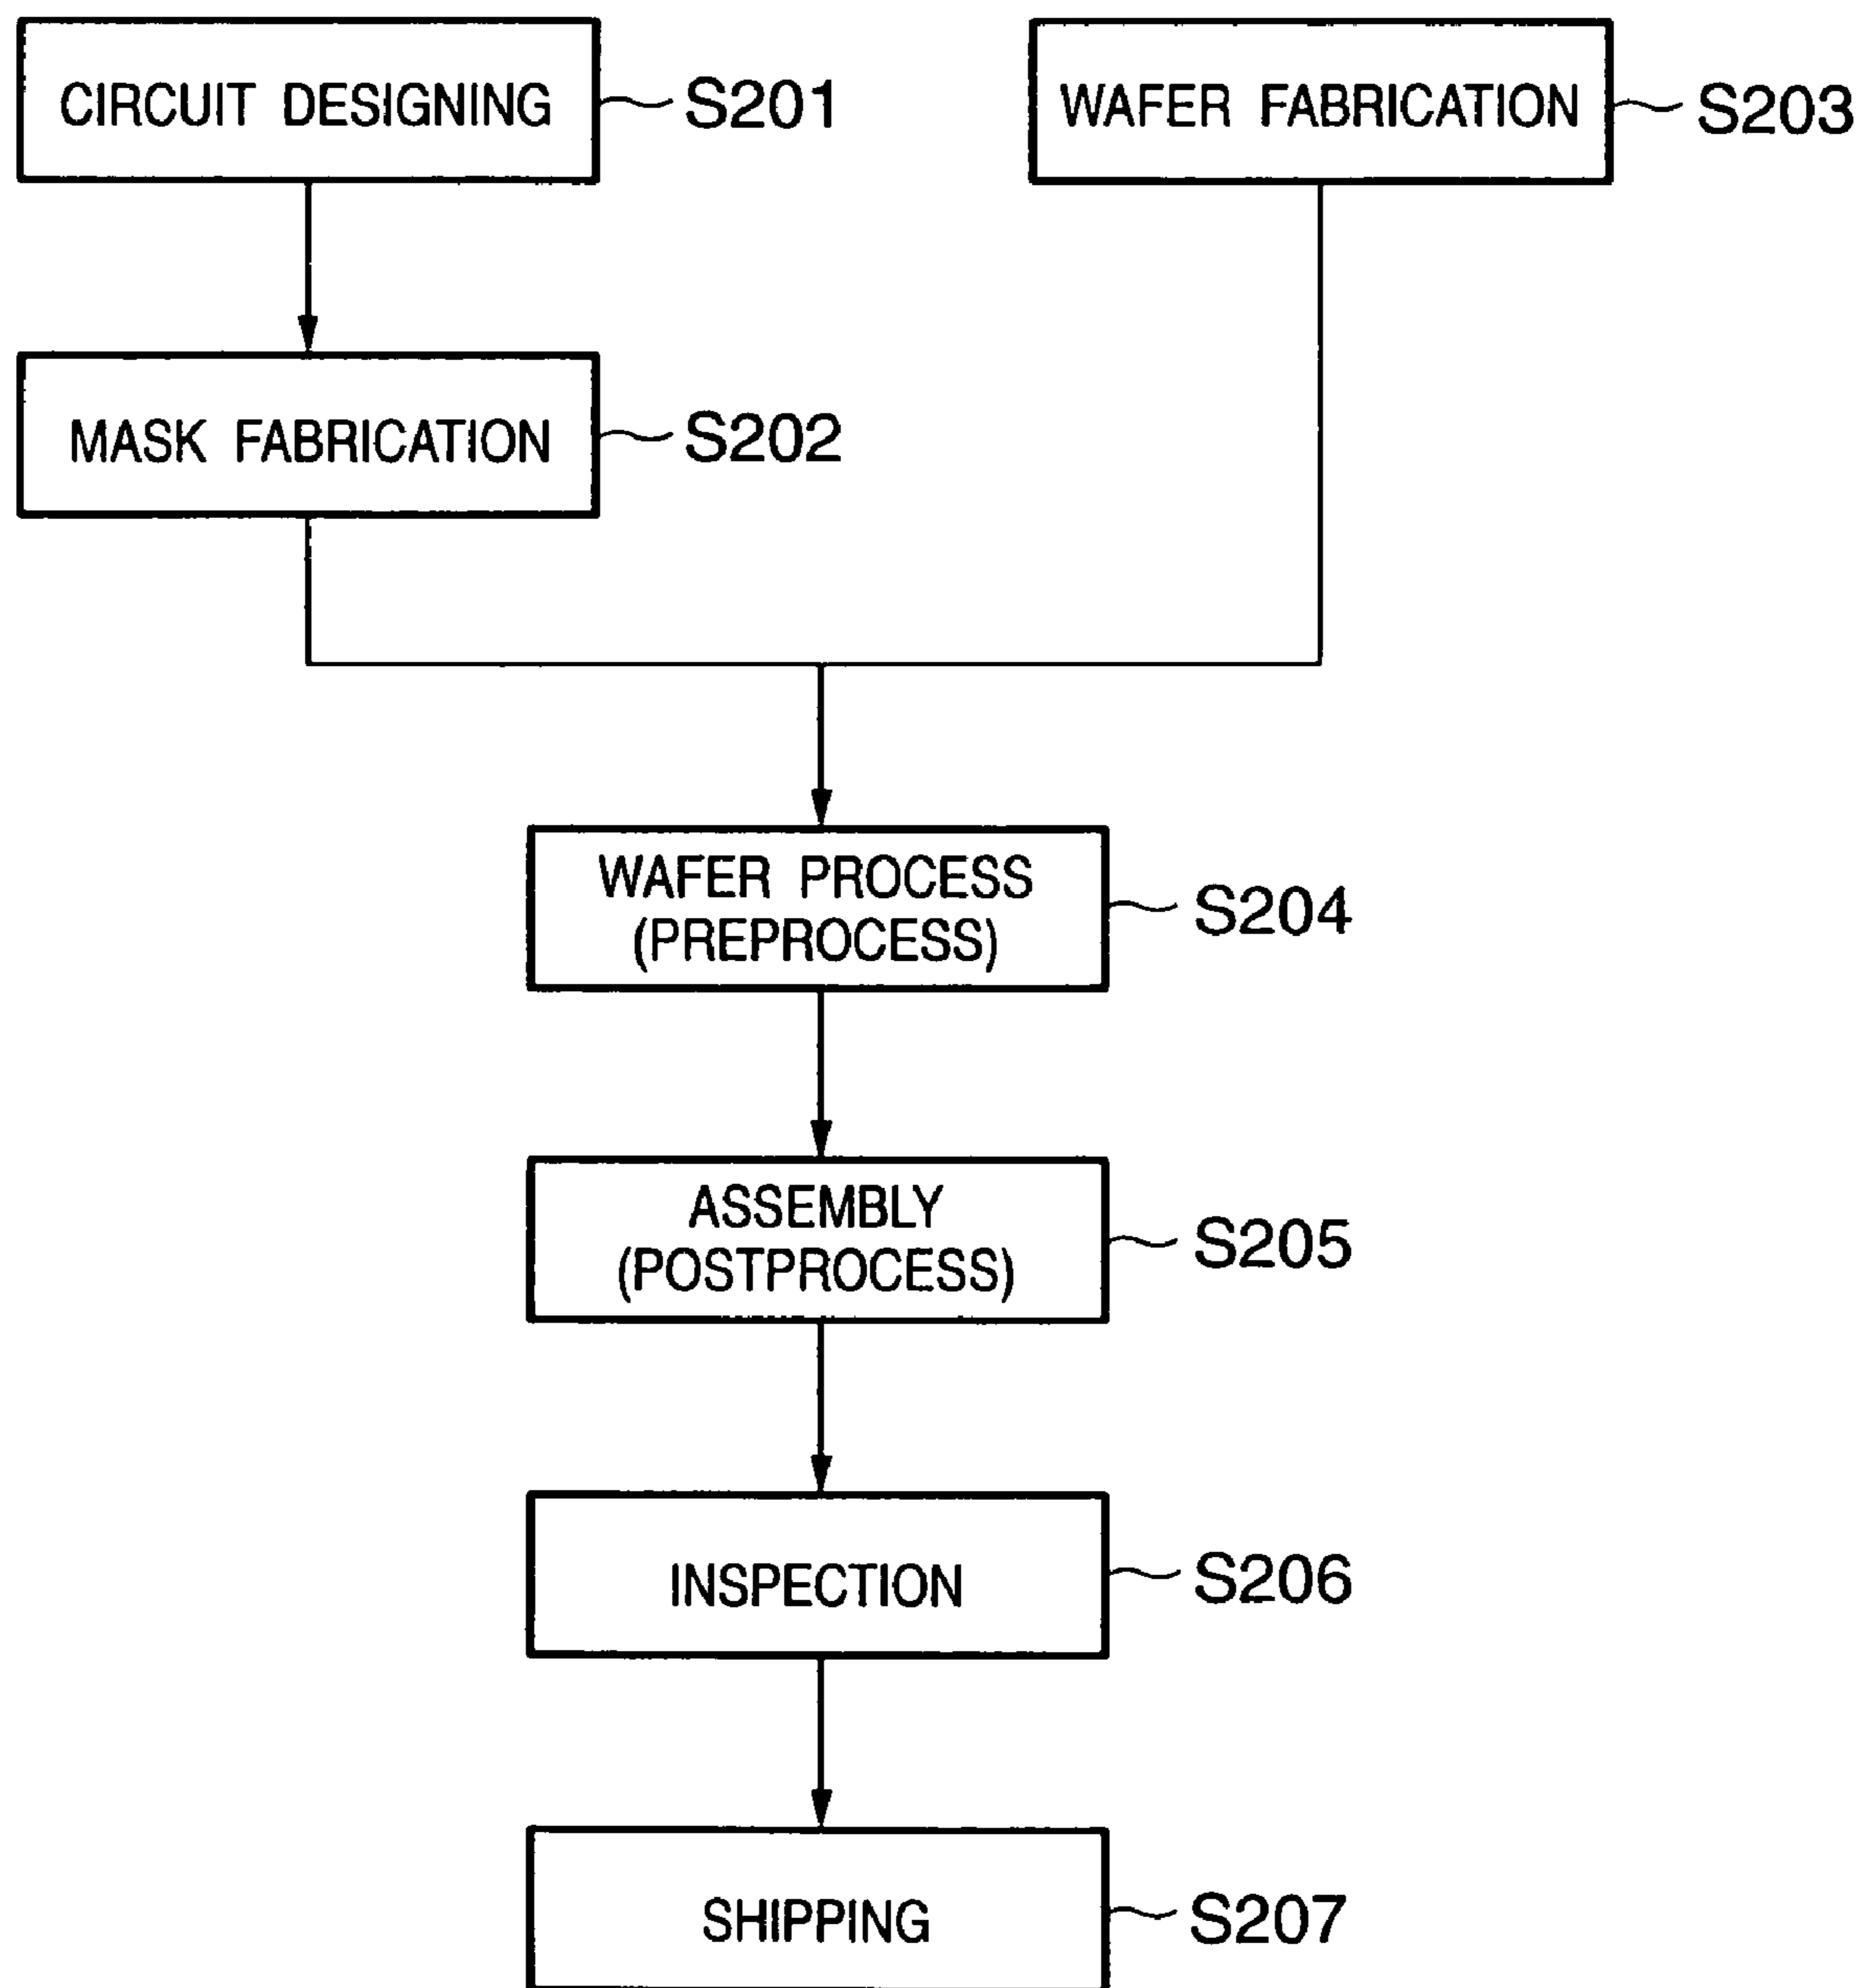 CIRCUIT DESIGNING
S201
WAFER FABRICATION
S203
MASK FABRICATION
S202
WAFER PROCESS
(PREPROCESS)
S204
ASSEMBLY
(POSTPROCESS)
S205
INSPECTION
S206
SHIPPING
S207